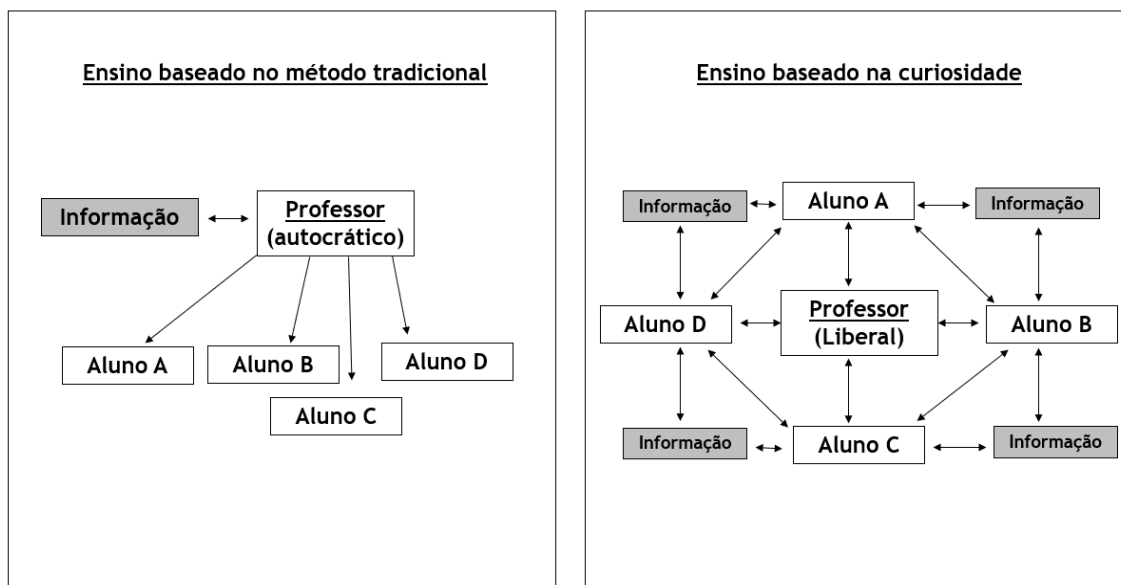 Ensino baseado no método tradicional
Informação
Professor
(autocrático)
Aluno A
Aluno B
Aluno D
Aluno C
Ensino baseado na curiosidade
Informação
Aluno A
Informação
Aluno D
Professor
(Liberal)
Aluno B
Informação
Aluno C
Informação